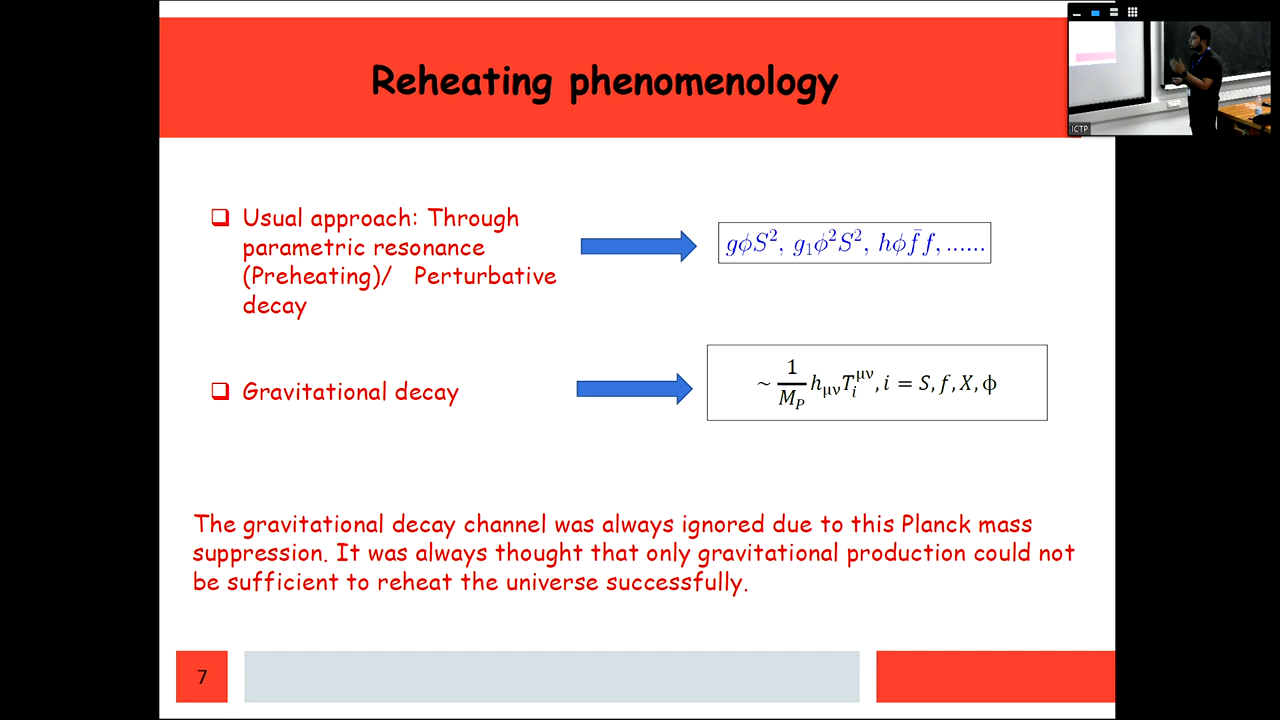 Reheating phenomenology
ICTP
❑ Usual approach: Through
parametric resonance
(Preheating)/ Perturbative
decay
gϕS², g₁ϕ²S², hϕf̄f, ......
❑ Gravitational decay
~ 1/M_P h_μν T_i^μν, i = S, f, X, ϕ
The gravitational decay channel was always ignored due to this Planck mass
suppression. It was always thought that only gravitational production could not
be sufficient to reheat the universe successfully.
7